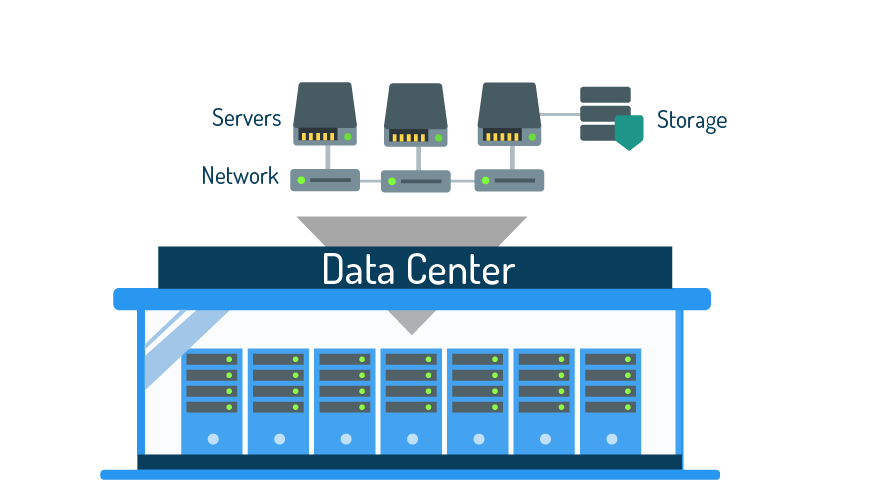 Servers
Storage
Network
Data Center